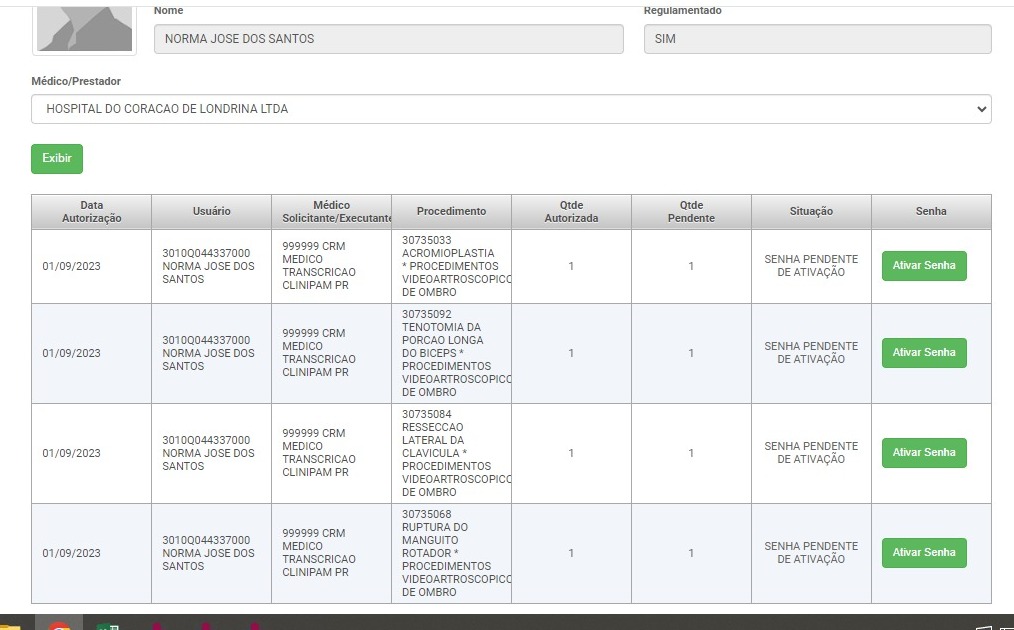 Nome
Regulamentado
NORMA JOSE DOS SANTOS
SIM
Médico/Prestador
HOSPITAL DO CORACAO DE LONDRINA LTDA
Exibir
Data
Autorização
Usuário
Médico
Solicitante/Executante
Procedimento
Qtde
Autorizada
Qtde
Pendente
Situação
Senha
01/09/2023
3010Q044337000
NORMA JOSE DOS
SANTOS
999999 CRM
MEDICO
TRANSCRICAO
CLINIPAM PR
30735033
ACROMIOPLASTIA
* PROCEDIMENTOS
VIDEOARTROSCOPICO
DE OMBRO
1
1
SENHA PENDENTE
DE ATIVAÇÃO
Ativar Senha
01/09/2023
3010Q044337000
NORMA JOSE DOS
SANTOS
999999 CRM
MEDICO
TRANSCRICAO
CLINIPAM PR
30735092
TENOTOMIA DA
PORCAO LONGA
DO BICEPS *
PROCEDIMENTOS
VIDEOARTROSCOPICO
DE OMBRO
1
1
SENHA PENDENTE
DE ATIVAÇÃO
Ativar Senha
01/09/2023
3010Q044337000
NORMA JOSE DOS
SANTOS
999999 CRM
MEDICO
TRANSCRICAO
CLINIPAM PR
30735084
RESSECCAO
LATERAL DA
CLAVICULA *
PROCEDIMENTOS
VIDEOARTROSCOPICO
DE OMBRO
1
1
SENHA PENDENTE
DE ATIVAÇÃO
Ativar Senha
01/09/2023
3010Q044337000
NORMA JOSE DOS
SANTOS
999999 CRM
MEDICO
TRANSCRICAO
CLINIPAM PR
30735068
RUPTURA DO
MANGUITO
ROTADOR *
PROCEDIMENTOS
VIDEOARTROSCOPICO
DE OMBRO
1
1
SENHA PENDENTE
DE ATIVAÇÃO
Ativar Senha